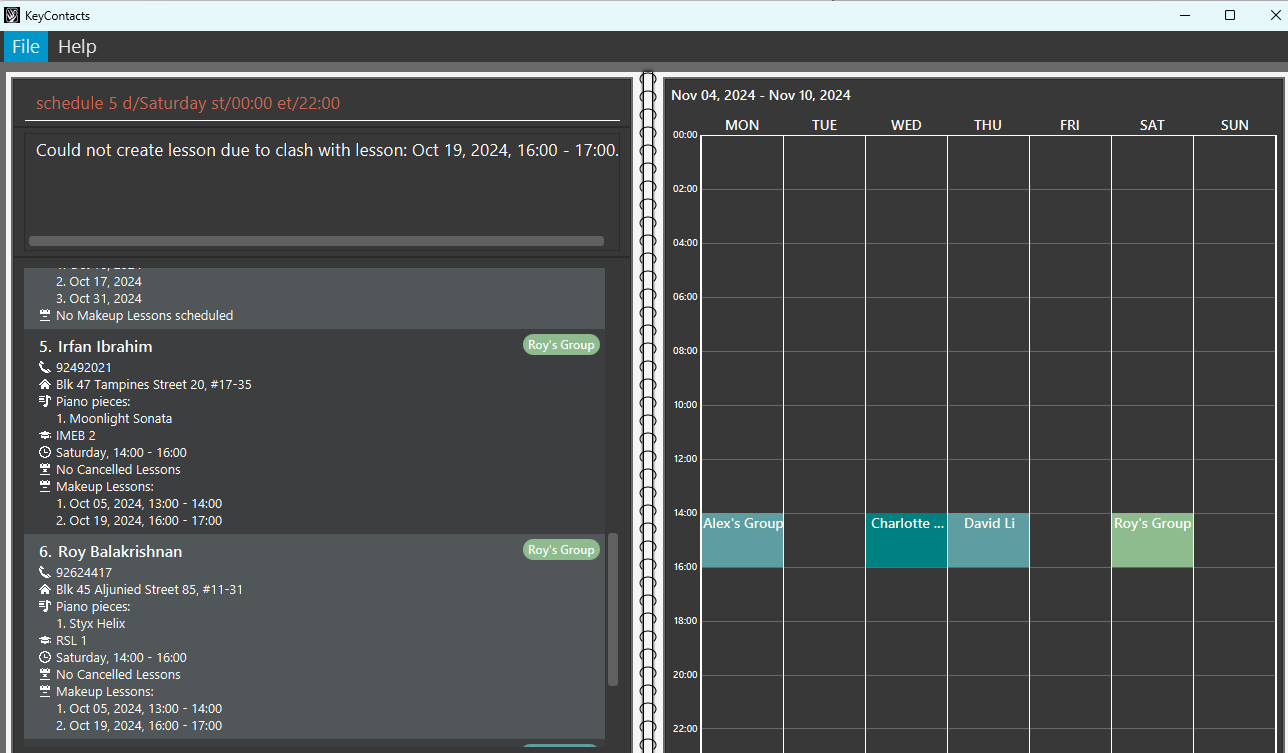 KeyContacts
File Help
schedule 5 d/Saturday st/00:00 et/22:00
Could not create lesson due to clash with lesson: Oct 19, 2024, 16:00 - 17:00.
2. Oct 17, 2024
3. Oct 31, 2024
No Makeup Lessons scheduled
5. Irfan Ibrahim
Roy's Group
92492021
Blk 47 Tampines Street 20, #17-35
Piano pieces:
1. Moonlight Sonata
IMEB 2
Saturday, 14:00 - 16:00
No Cancelled Lessons
Makeup Lessons:
1. Oct 05, 2024, 13:00 - 14:00
2. Oct 19, 2024, 16:00 - 17:00
6. Roy Balakrishnan
Roy's Group
92624417
Blk 45 Aljunied Street 85, #11-31
Piano pieces:
1. Styx Helix
RSL 1
Saturday, 14:00 - 16:00
No Cancelled Lessons
Makeup Lessons:
1. Oct 05, 2024, 13:00 - 14:00
2. Oct 19, 2024, 16:00 - 17:00
Nov 04, 2024 - Nov 10, 2024
MON TUE WED THU FRI SAT SUN
00:00
02:00
04:00
06:00
08:00
10:00
12:00
14:00
Alex's Group Charlotte ... David Li Roy's Group
16:00
18:00
20:00
22:00